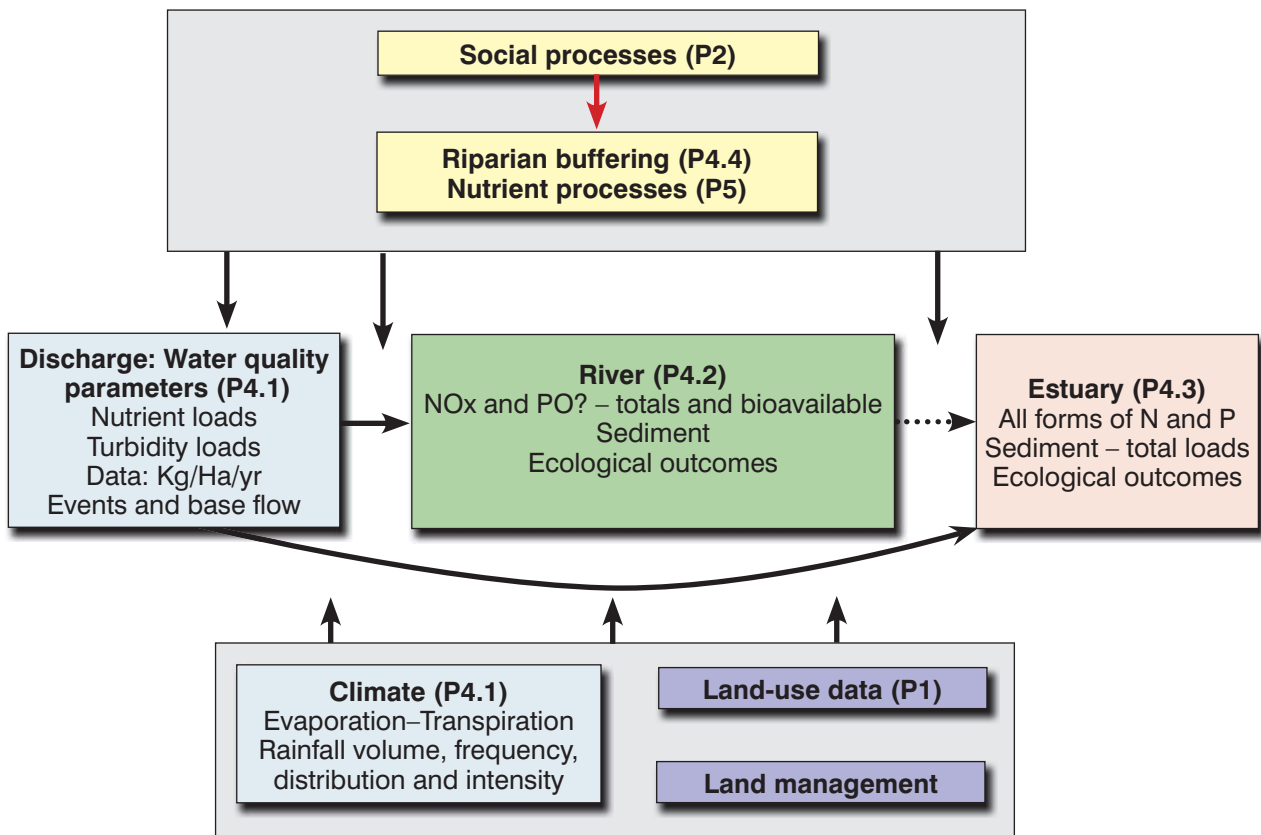 Social processes (P2)
Riparian buffering (P4.4)
Nutrient processes (P5)
Discharge: Water quality
parameters (P4.1)
Nutrient loads
Turbidity loads
Data: Kg/Ha/yr
Events and base flow
River (P4.2)
NOx and PO? – totals and bioavailable
Sediment
Ecological outcomes
Estuary (P4.3)
All forms of N and P
Sediment – total loads
Ecological outcomes
Climate (P4.1)
Evaporation–Transpiration
Rainfall volume, frequency,
distribution and intensity
Land-use data (P1)
Land management